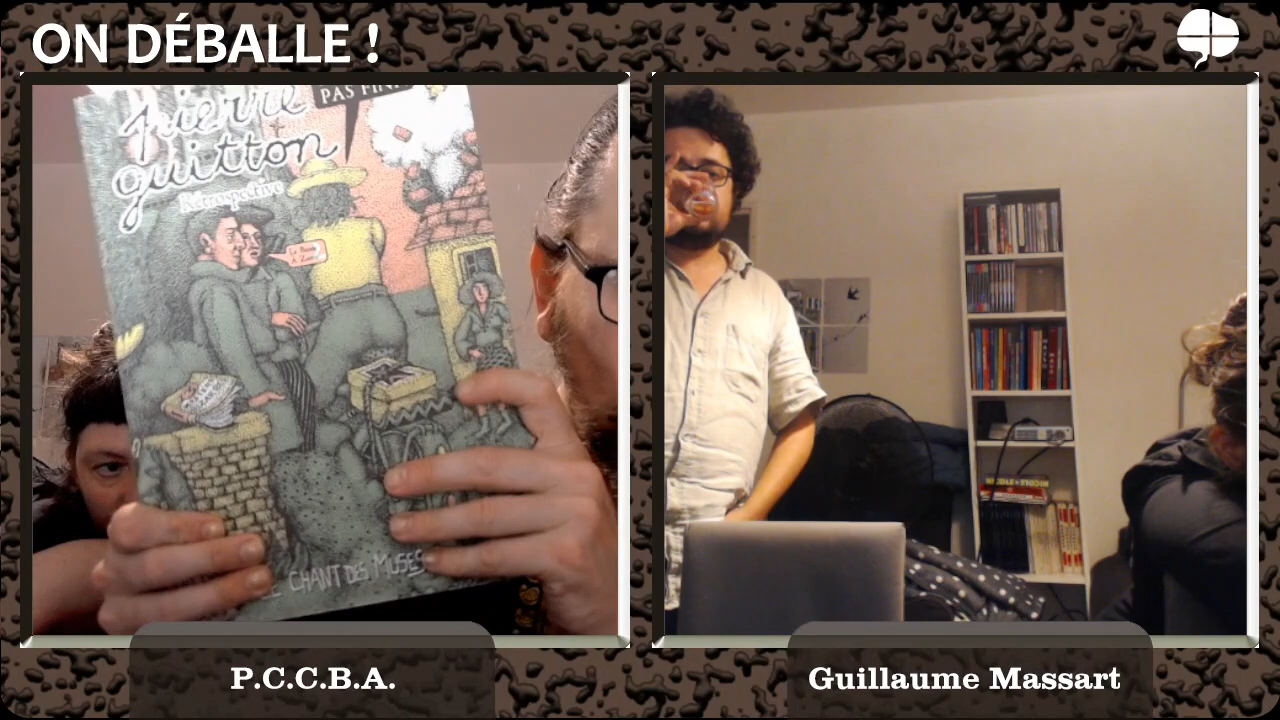 ON DÉBALLE !
PAS FINI
pierre
guitton
Rétrospective
CHANT DES MUSES
P.C.C.B.A.
Guillaume Massart